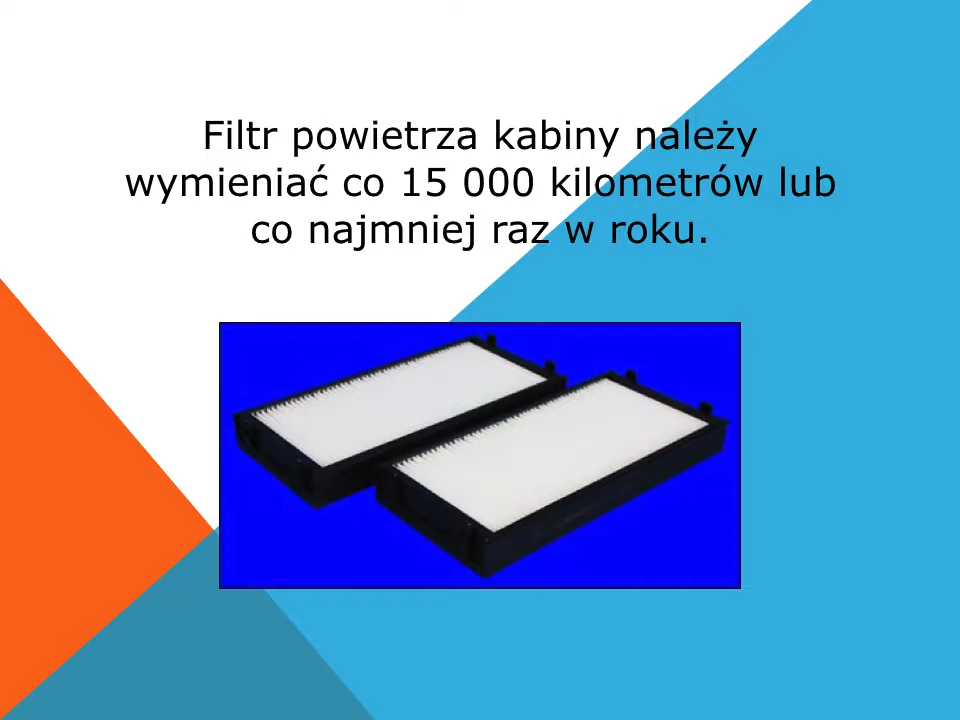 Filtr powietrza kabiny należy
wymieniać co 15 000 kilometrów lub
co najmniej raz w roku.